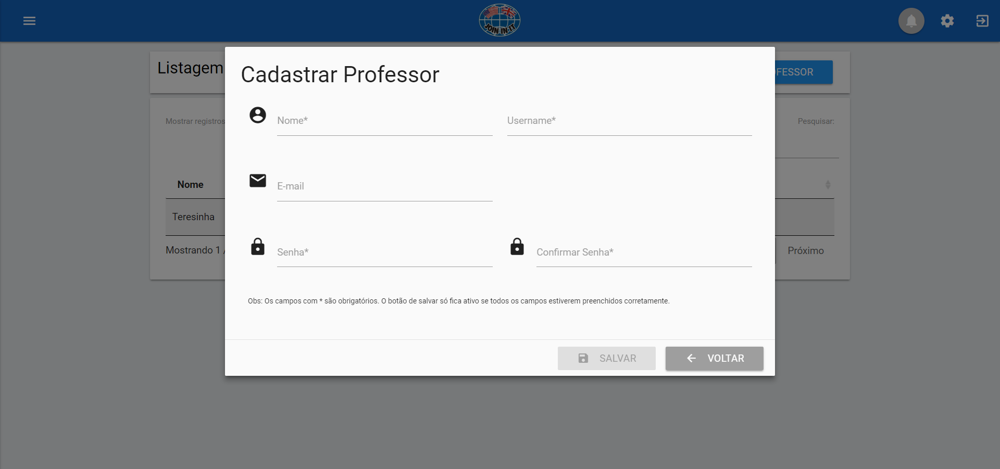 JOIN IN IT
Listagem
OFESSOR
Cadastrar Professor
Mostrar registros
Nome*
Username*
Pesquisar:
Nome
E-mail
Teresinha
Mostrando 1 /
Senha*
Confirmar Senha*
Próximo
Obs: Os campos com * são obrigatórios. O botão de salvar só fica ativo se todos os campos estiverem preenchidos corretamente.
SALVAR
VOLTAR